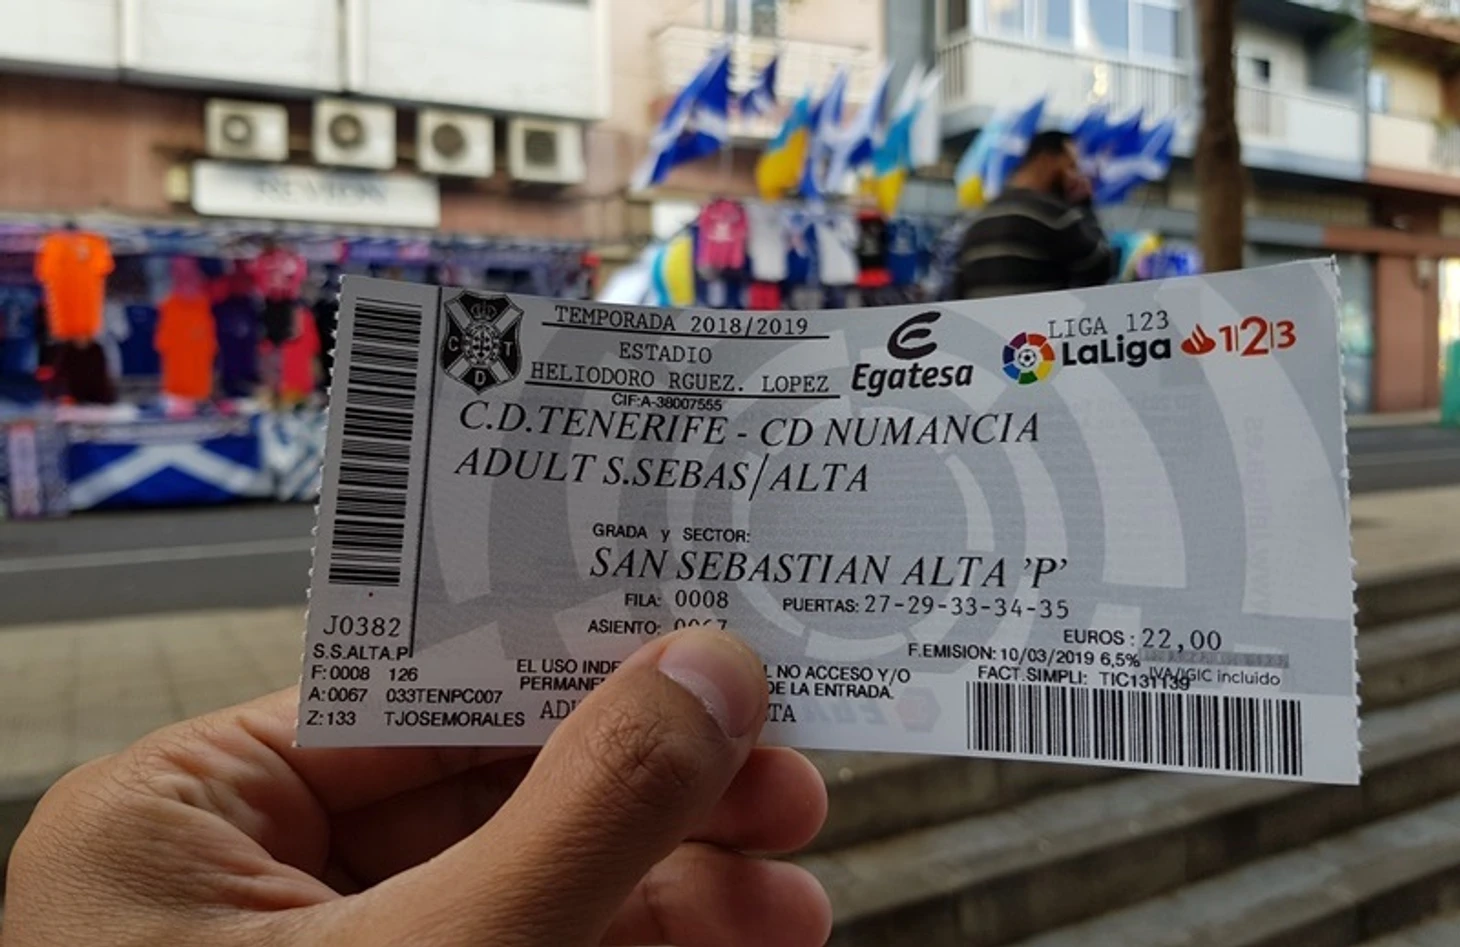 TEMPORADA 2018/2019
ESTADIO
HELIODORO RGUEZ. LOPEZ
CIF:A-38007555
C T
D
Egatesa
LIGA 123
LaLiga 1|2|3
C.D.TENERIFE - CD NUMANCIA
ADULT S.SEBAS/ALTA
GRADA y SECTOR:
SAN SEBASTIAN ALTA 'P'
FILA: 0008 PUERTAS: 27-29-33-34-35
ASIENTO: 0067
EUROS : 22,00
F.EMISION: 10/03/2019 6,5%
IVA/IGIC incluido
FACT.SIMPLI: TIC131139
EL USO
PERMANE
NO ACCESO Y/O
DE LA ENTRADA.
J0382
S.S.ALTA.P
F: 0008 126
A: 0067 033TENPC007
Z: 133 TJOSEMORALES